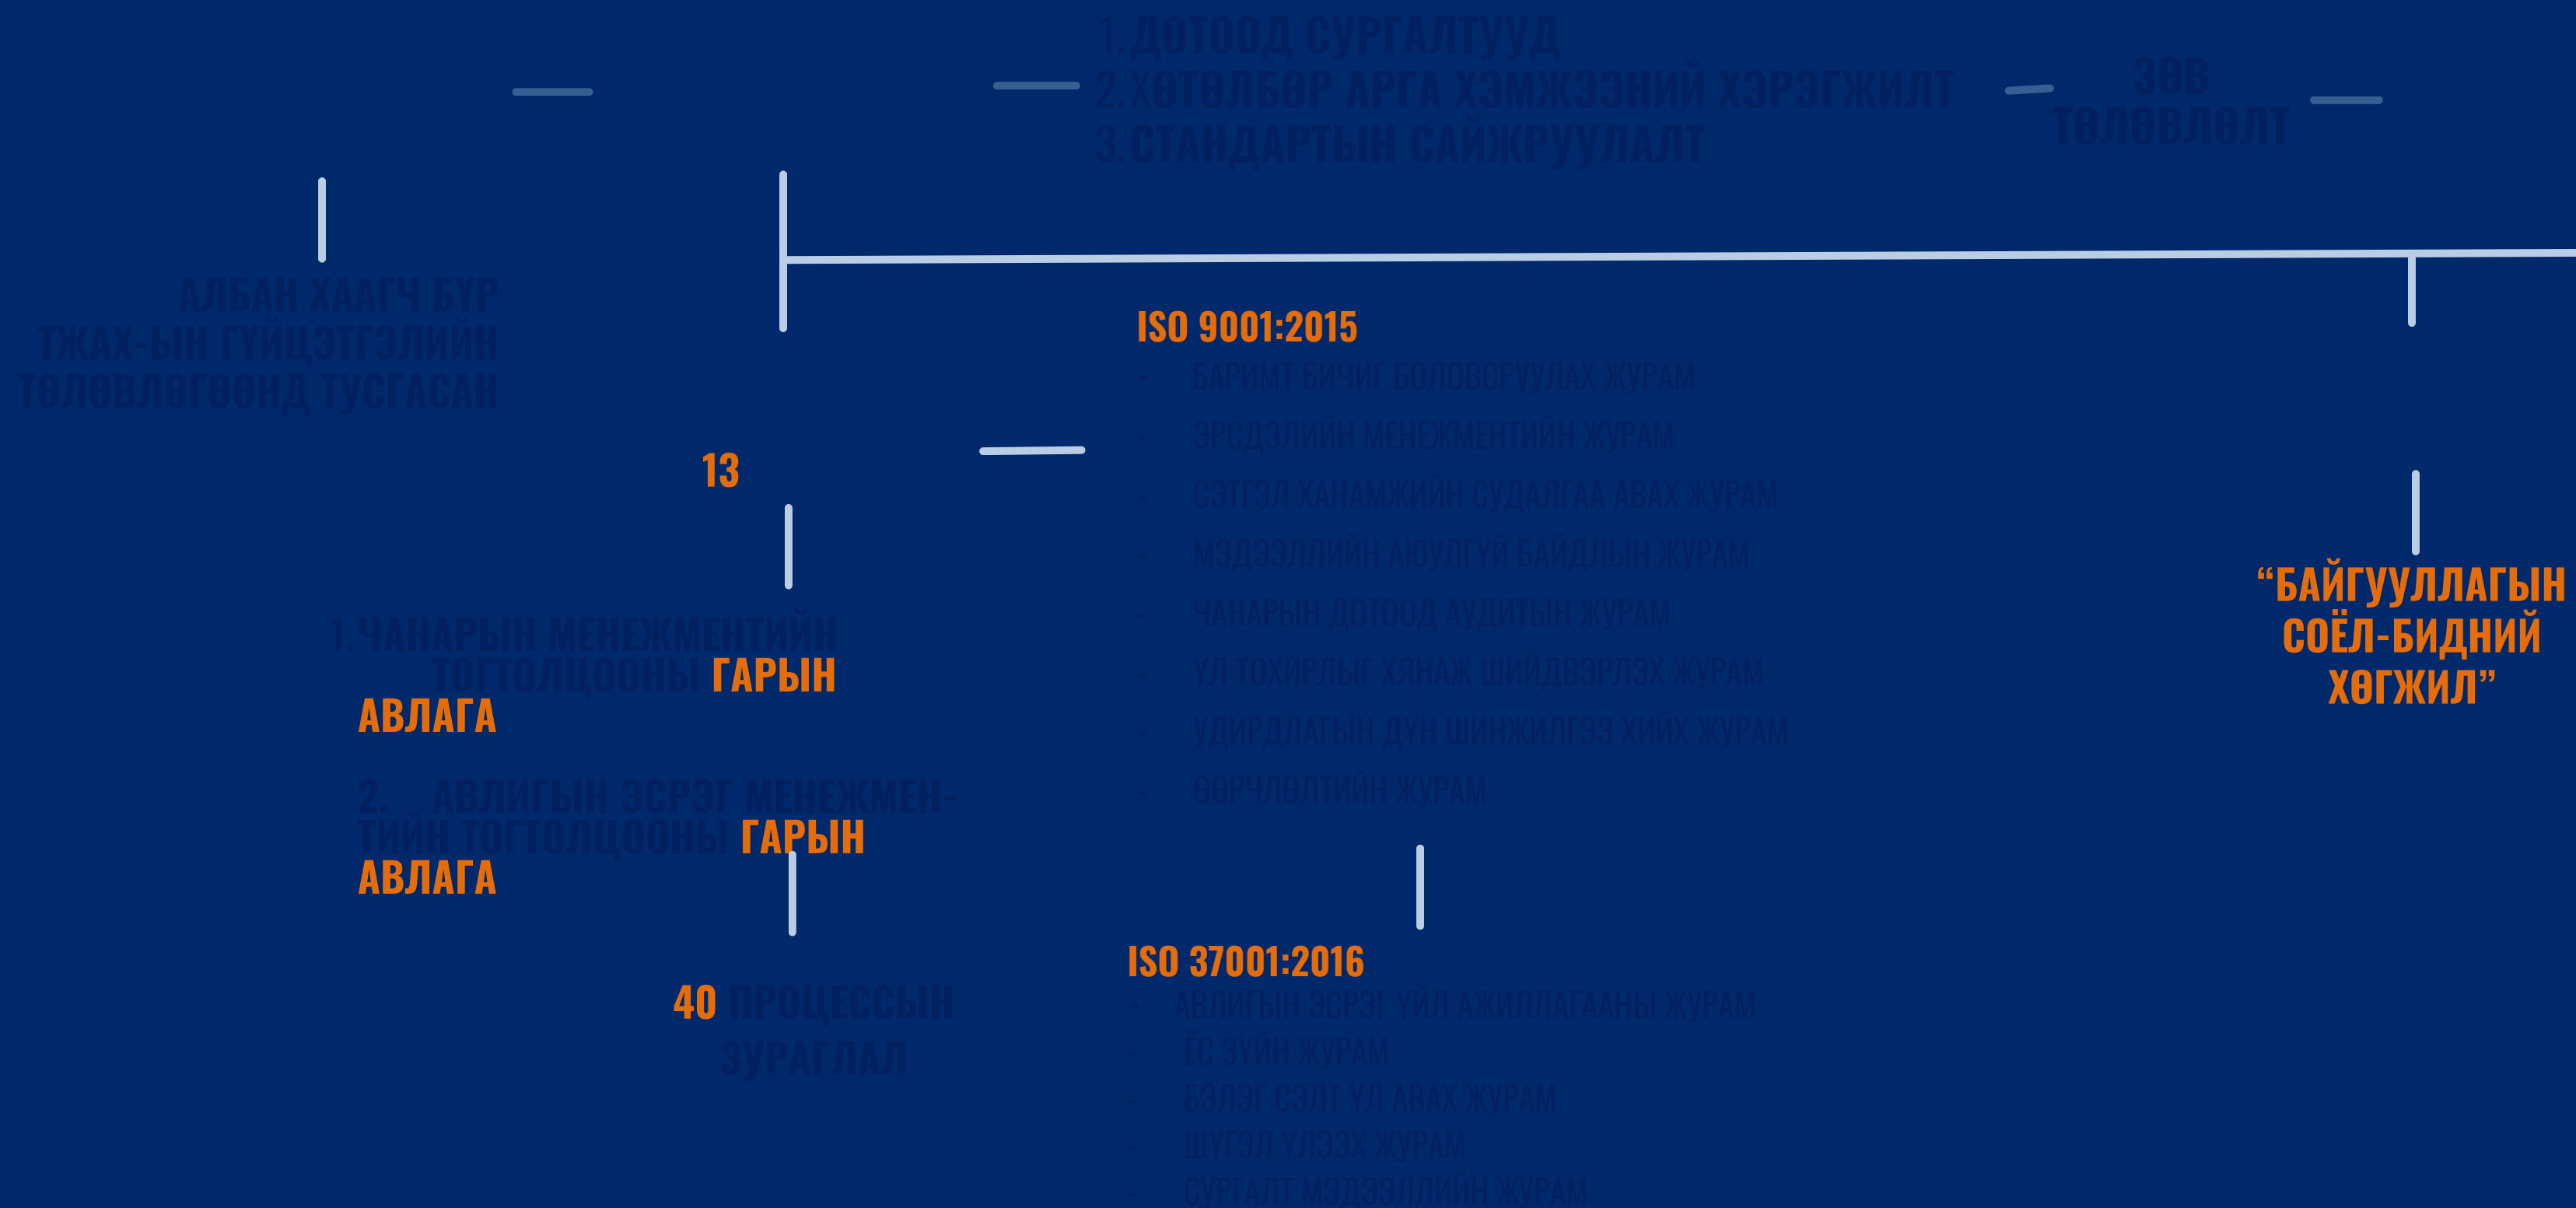 1. ДОТООД СУРГАЛТУУД
2. ХӨТӨЛБӨР АРГА ХЭМЖЭЭНИЙ ХЭРЭГЖИЛТ
3. СТАНДАРТЫН САЙЖРУУЛАЛТ
ЗӨВ
ТӨЛӨВЛӨЛТ
АЛБАН ХААГЧ БҮР
ТЖАХ-ЫН ГҮЙЦЭТГЭЛИЙН
ТӨЛӨВЛӨГӨӨНД ТУСГАСАН
13
1. ЧАНАРЫН МЕНЕЖМЕНТИЙН
ТОГТОЛЦООНЫ ГАРЫН
АВЛАГА
2. АВЛИГЫН ЭСРЭГ МЕНЕЖМЕН-
ТИЙН ТОГТОЛЦООНЫ ГАРЫН
АВЛАГА
40 ПРОЦЕССЫН
ЗУРАГЛАЛ
ISO 9001:2015
- БАРИМТ БИЧИГ БОЛОВСРУУЛАХ ЖУРАМ
- ЭРСДЭЛИЙН МЕНЕЖМЕНТИЙН ЖУРАМ
- СЭТГЭЛ ХАНАМЖИЙН СУДАЛГАА АВАХ ЖУРАМ
- МЭДЭЭЛЛИЙН АЮУЛГҮЙ БАЙДЛЫН ЖУРАМ
- ЧАНАРЫН ДОТООД АУДИТЫН ЖУРАМ
- ҮЛ ТОХИРЛЫГ ХЯНАЖ ШИЙДВЭРЛЭХ ЖУРАМ
- УДИРДЛАГЫН ДҮН ШИНЖИЛГЭЭ ХИЙХ ЖУРАМ
- ӨӨРЧЛӨЛТИЙН ЖУРАМ
ISO 37001:2016
- АВЛИГЫН ЭСРЭГ ҮЙЛ АЖИЛЛАГААНЫ ЖУРАМ
- ЁС ЗҮЙН ЖУРАМ
- БЭЛЭГ СЭЛТ ҮЛ АВАХ ЖУРАМ
- ШҮГЭЛ ҮЛЭЭХ ЖУРАМ
- СУРГАЛТ МЭДЭЭЛЛИЙН ЖУРАМ
“БАЙГУУЛЛАГЫН
СОЁЛ-БИДНИЙ
ХӨГЖИЛ”